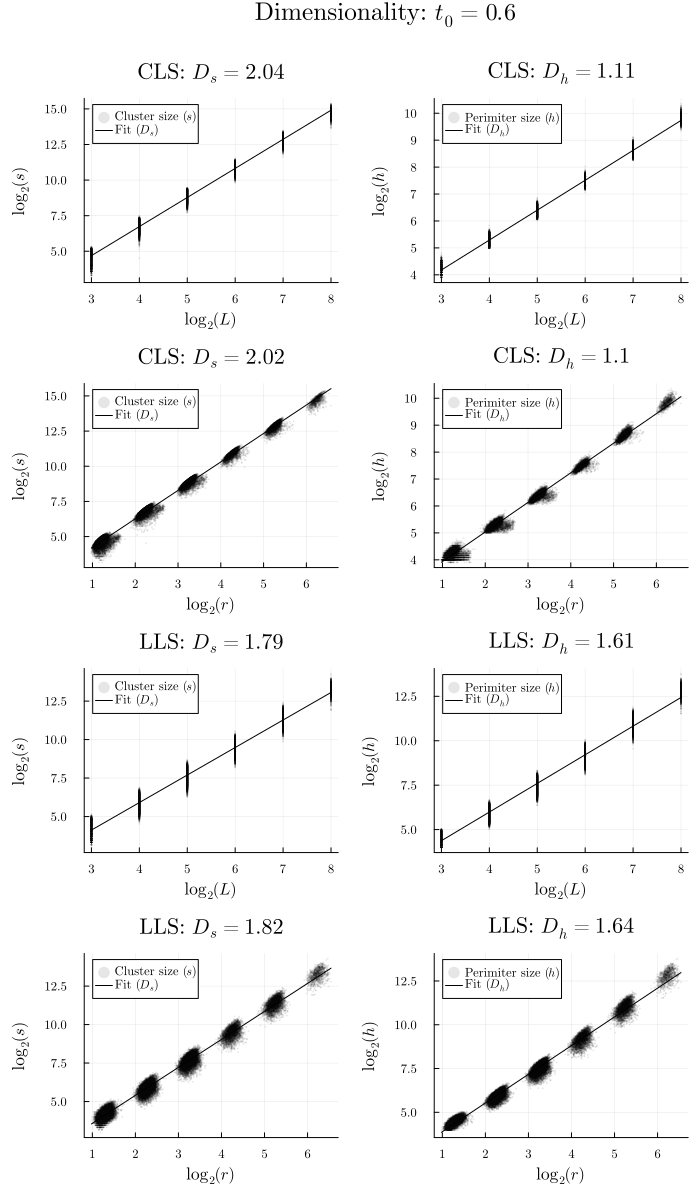 Dimensionality: t₀ = 0.6
CLS: Dₛ = 2.04
15.0
12.5
10.0
7.5
5.0
log₂(s)
Cluster size (s)
Fit (Dₛ)
3 4 5 6 7 8
log₂(L)
CLS: Dₕ = 1.11
10
9
8
7
6
5
4
log₂(h)
Perimiter size (h)
Fit (Dₕ)
3 4 5 6 7 8
log₂(L)
CLS: Dₛ = 2.02
15.0
12.5
10.0
7.5
5.0
log₂(s)
Cluster size (s)
Fit (Dₛ)
1 2 3 4 5 6
log₂(r)
CLS: Dₕ = 1.1
10
9
8
7
6
5
4
log₂(h)
Perimiter size (h)
Fit (Dₕ)
1 2 3 4 5 6
log₂(r)
LLS: Dₛ = 1.79
12.5
10.0
7.5
5.0
log₂(s)
Cluster size (s)
Fit (Dₛ)
3 4 5 6 7 8
log₂(L)
LLS: Dₕ = 1.61
12.5
10.0
7.5
5.0
log₂(h)
Perimiter size (h)
Fit (Dₕ)
3 4 5 6 7 8
log₂(L)
LLS: Dₛ = 1.82
12.5
10.0
7.5
5.0
log₂(s)
Cluster size (s)
Fit (Dₛ)
1 2 3 4 5 6
log₂(r)
LLS: Dₕ = 1.64
12.5
10.0
7.5
5.0
log₂(h)
Perimiter size (h)
Fit (Dₕ)
1 2 3 4 5 6
log₂(r)